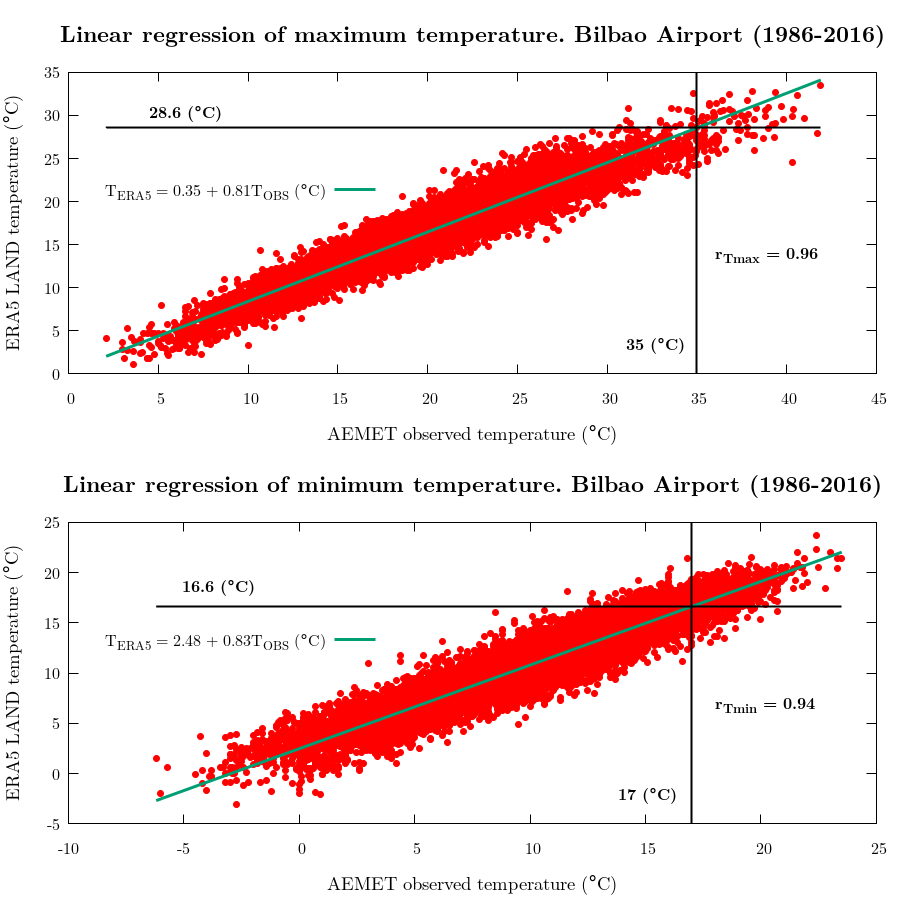 Linear regression of maximum temperature. Bilbao Airport (1986-2016)
35
30
25
20
15
10
5
0
ERA5 LAND temperature (°C)
28.6 (°C)
T_ERA5 = 0.35 + 0.81T_OBS (°C)
r_Tmax = 0.96
35 (°C)
0 5 10 15 20 25 30 35 40 45
AEMET observed temperature (°C)
Linear regression of minimum temperature. Bilbao Airport (1986-2016)
25
20
15
10
5
0
-5
ERA5 LAND temperature (°C)
16.6 (°C)
T_ERA5 = 2.48 + 0.83T_OBS (°C)
r_Tmin = 0.94
17 (°C)
-10 -5 0 5 10 15 20 25
AEMET observed temperature (°C)